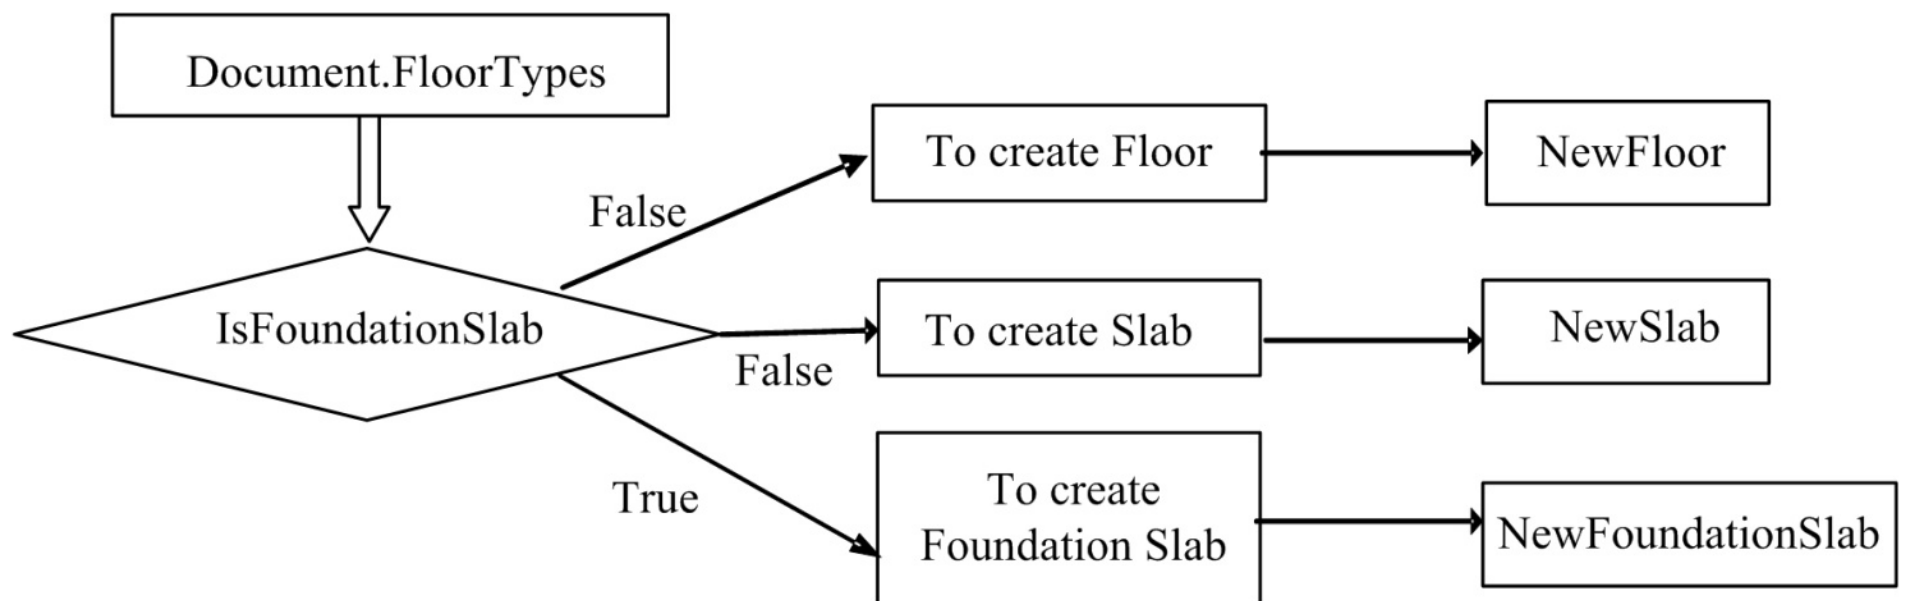 Document.FloorTypes
To create Floor
NewFloor
False
IsFoundationSlab
To create Slab
NewSlab
False
True
To create
Foundation Slab
NewFoundationSlab